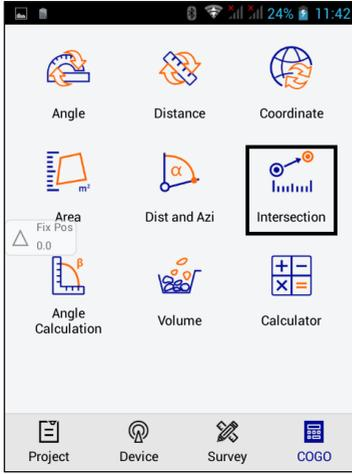 24% 11:42
Angle Distance Coordinate
m²
α
Area Dist and Azi Intersection
Fix Pos
0.0
β
Angle
Calculation Volume Calculator
Project Device Survey COGO